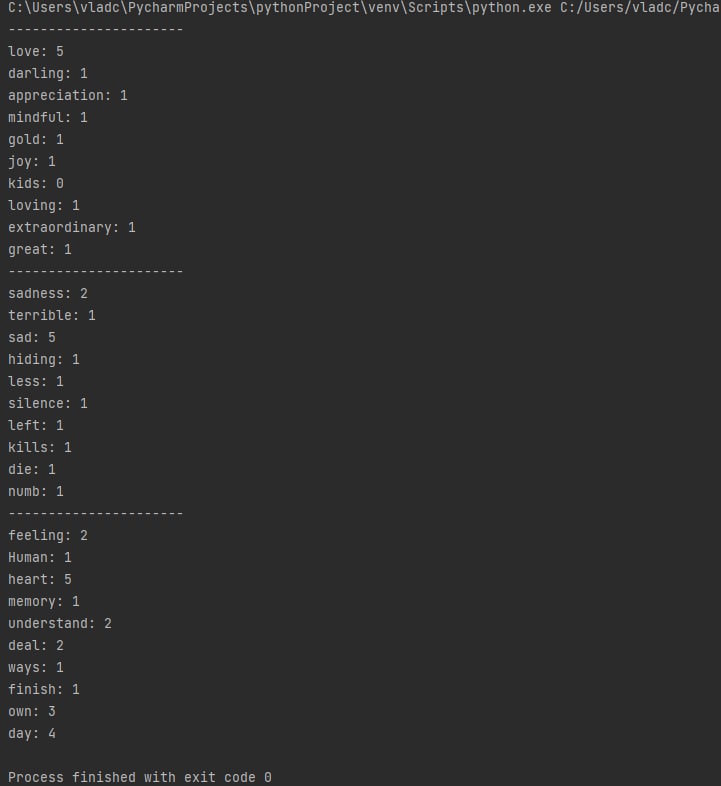 C:\Users\vladc\PycharmProjects\pythonProject\venv\Scripts\python.exe C:/Users/vladc/Pycha
----------------------
love: 5
darling: 1
appreciation: 1
mindful: 1
gold: 1
joy: 1
kids: 0
loving: 1
extraordinary: 1
great: 1
----------------------
sadness: 2
terrible: 1
sad: 5
hiding: 1
less: 1
silence: 1
left: 1
kills: 1
die: 1
numb: 1
----------------------
feeling: 2
Human: 1
heart: 5
memory: 1
understand: 2
deal: 2
ways: 1
finish: 1
own: 3
day: 4
Process finished with exit code 0